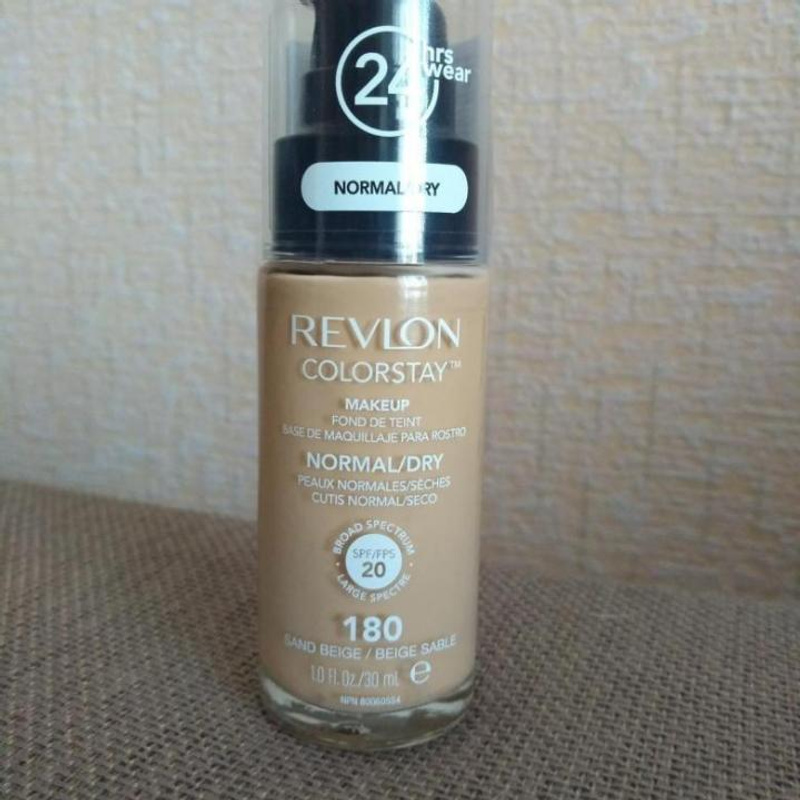 24 hrs
wear
NORMAL/DRY
REVLON
COLORSTAY™
MAKEUP
FOND DE TEINT
BASE DE MAQUILLAJE PARA ROSTRO
NORMAL/DRY
PEAUX NORMALES/SÈCHES
CUTIS NORMAL/SECO
BROAD SPECTRUM
SPF/FPS
20
LARGE SPECTRE
180
SAND BEIGE / BEIGE SABLE
1.0 fl. Oz./30 mL e
NPN 80060554